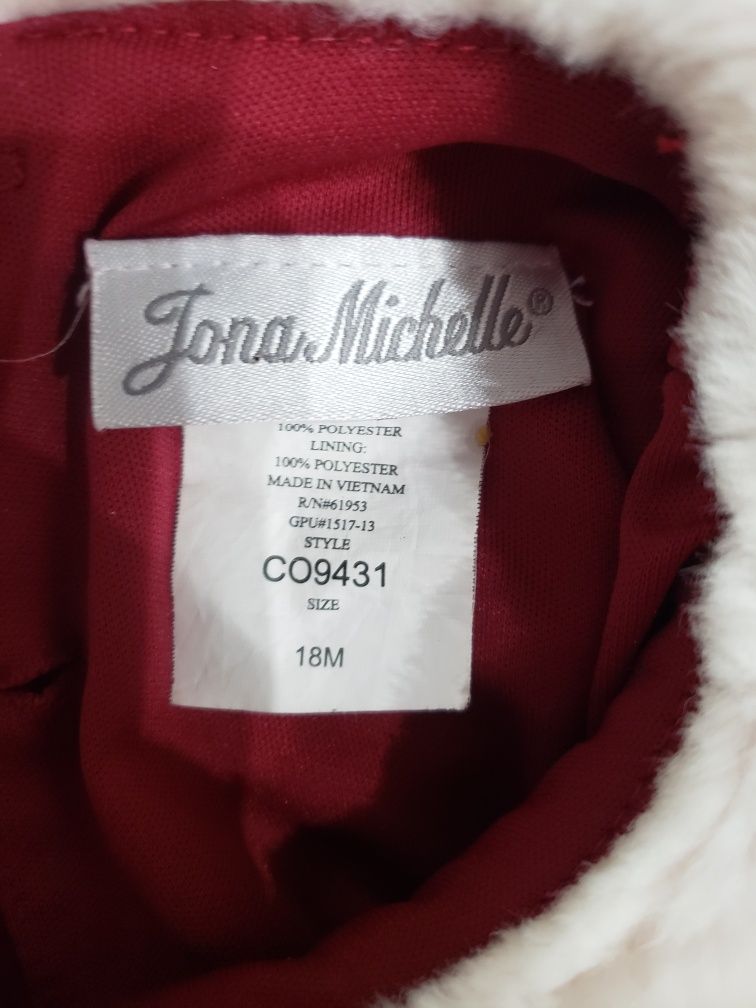 Jona Michelle®
100% POLYESTER
LINING:
100% POLYESTER
MADE IN VIETNAM
R/N#61953
GPU#1517-13
STYLE
CO9431
SIZE
18M